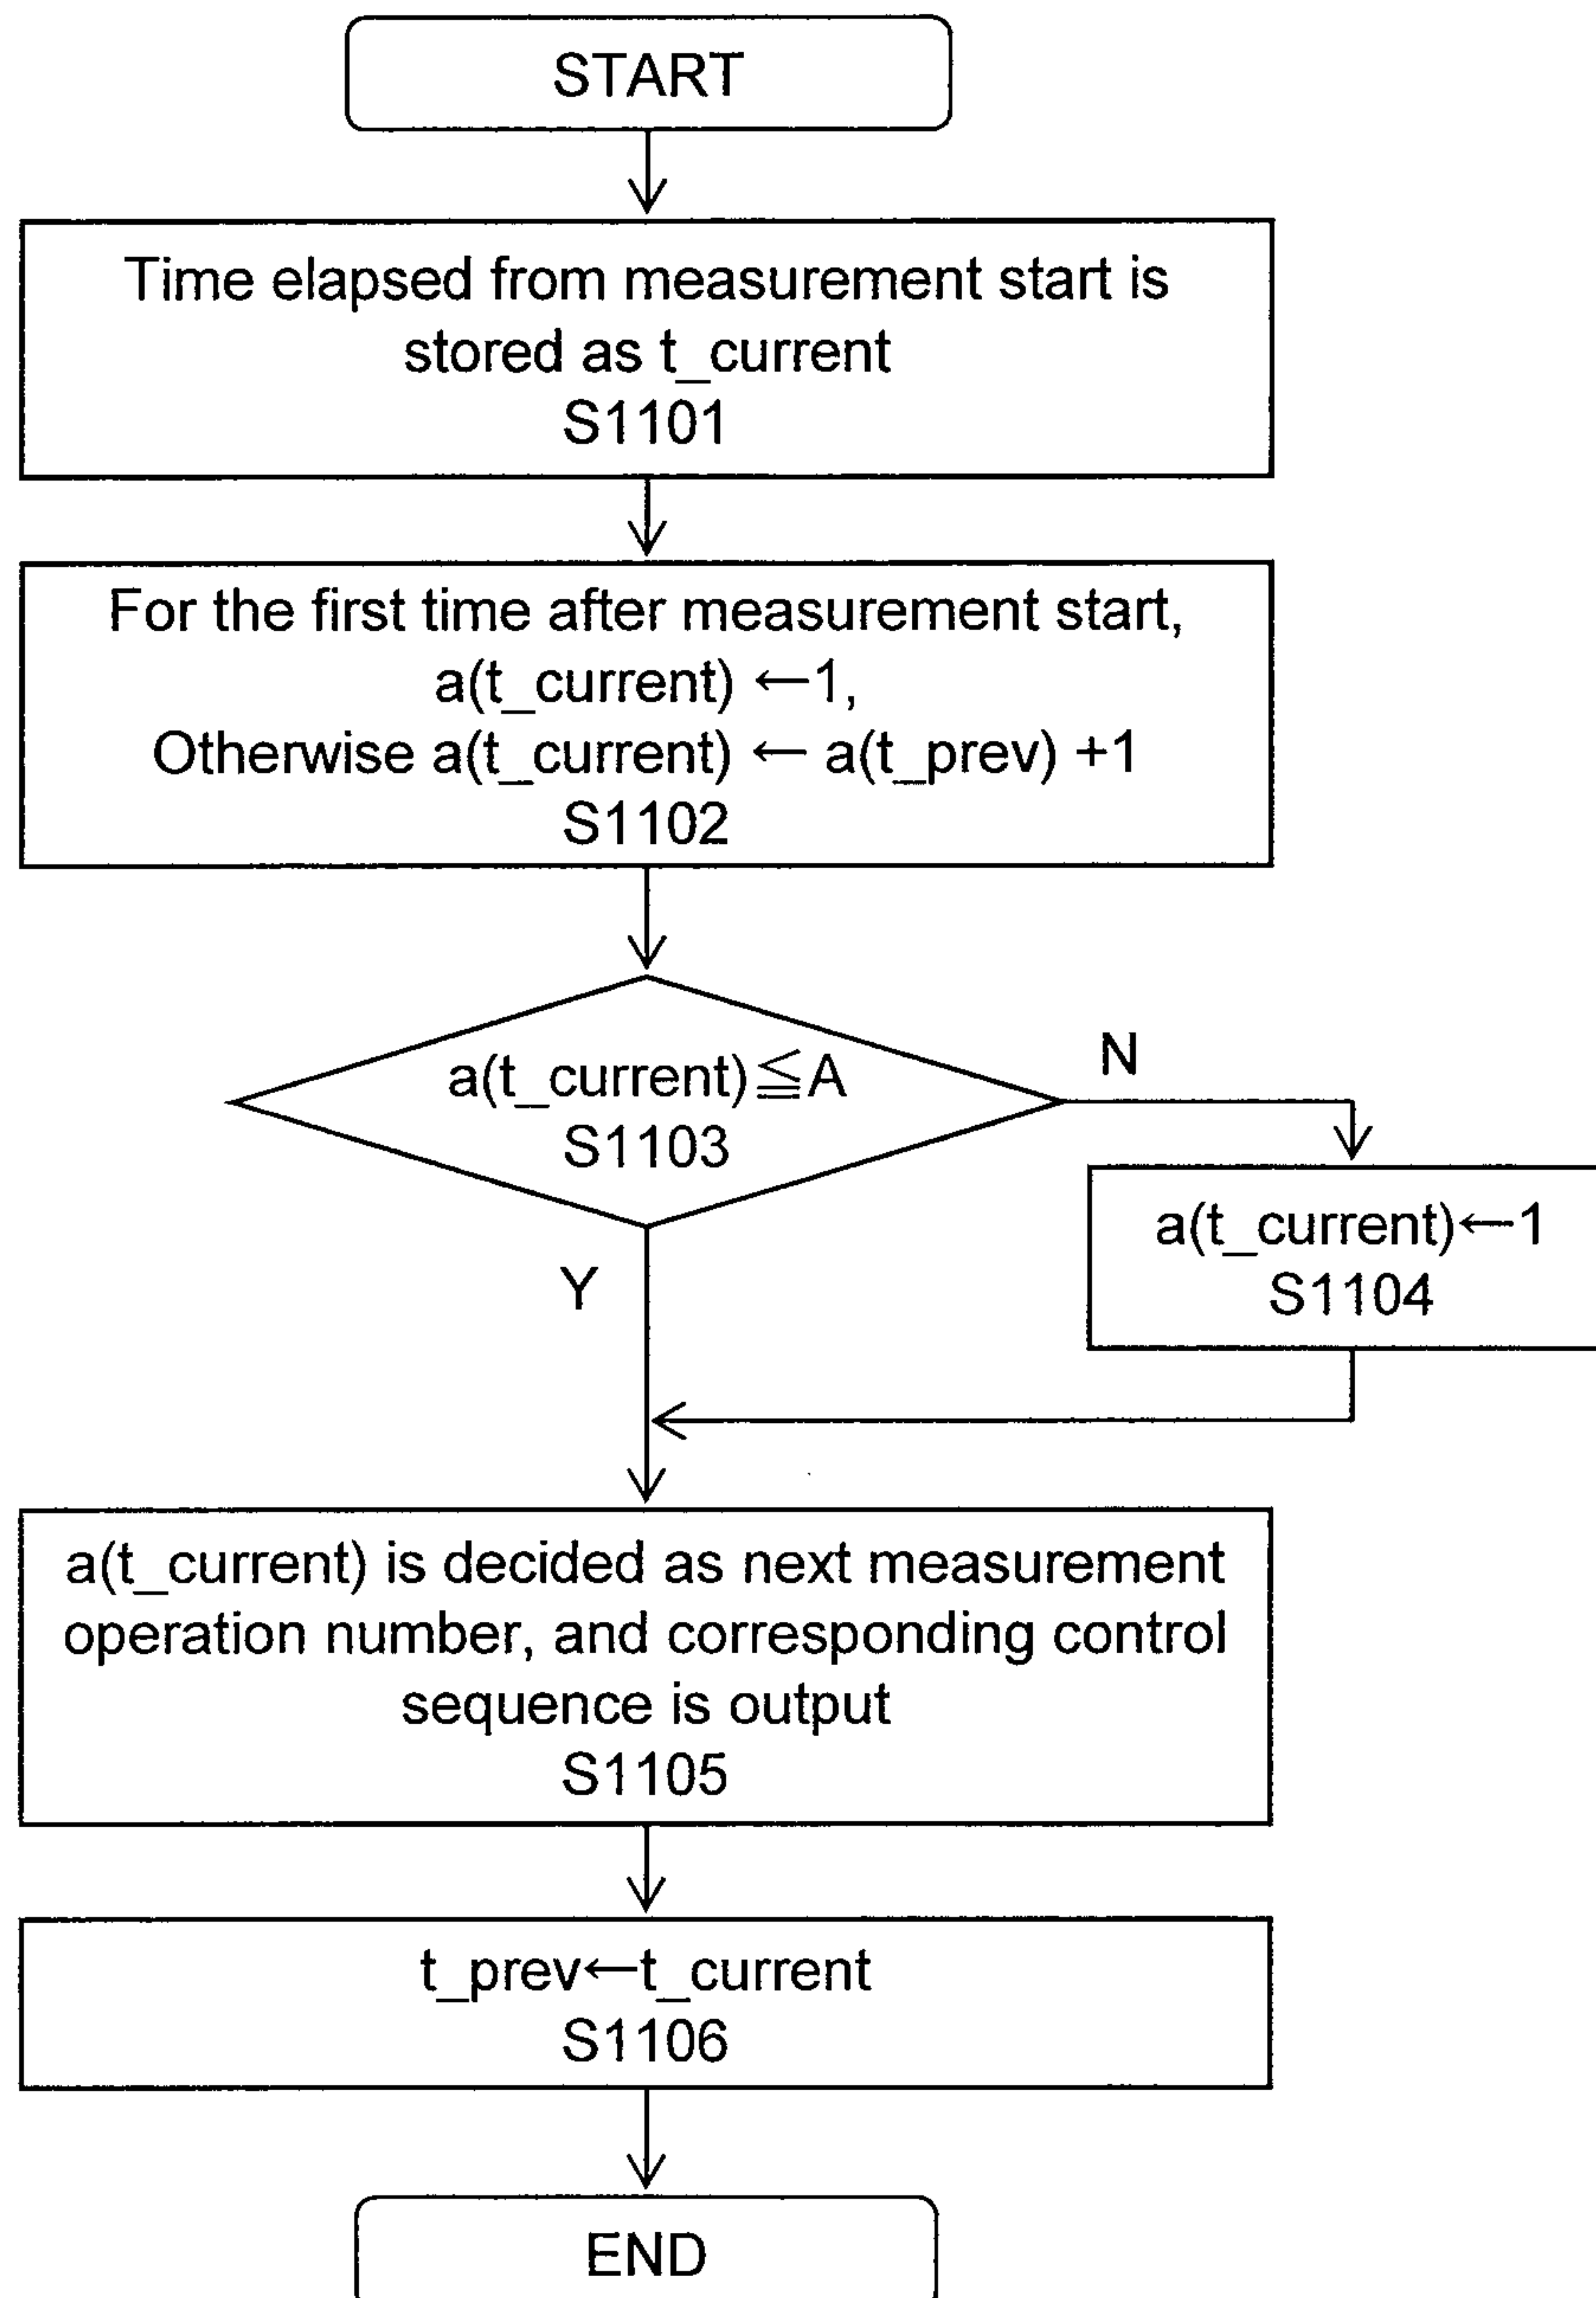 START
Time elapsed from measurement start is
stored as t_current
S1101
For the first time after measurement start,
a(t_current) ←1,
Otherwise a(t_current) ← a(t_prev) +1
S1102
a(t_current)≦A
S1103
N
Y
a(t_current)←1
S1104
a(t_current) is decided as next measurement
operation number, and corresponding control
sequence is output
S1105
t_prev←t_current
S1106
END